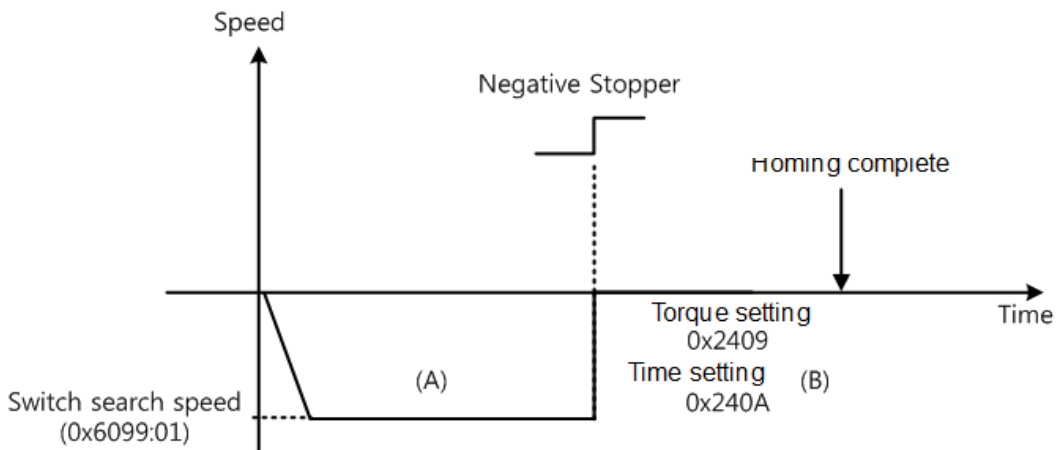 Speed
Negative Stopper
Homing complete
Time
Torque setting
0x2409
Time setting
0x240A
(A)
(B)
Switch search speed
(0x6099:01)